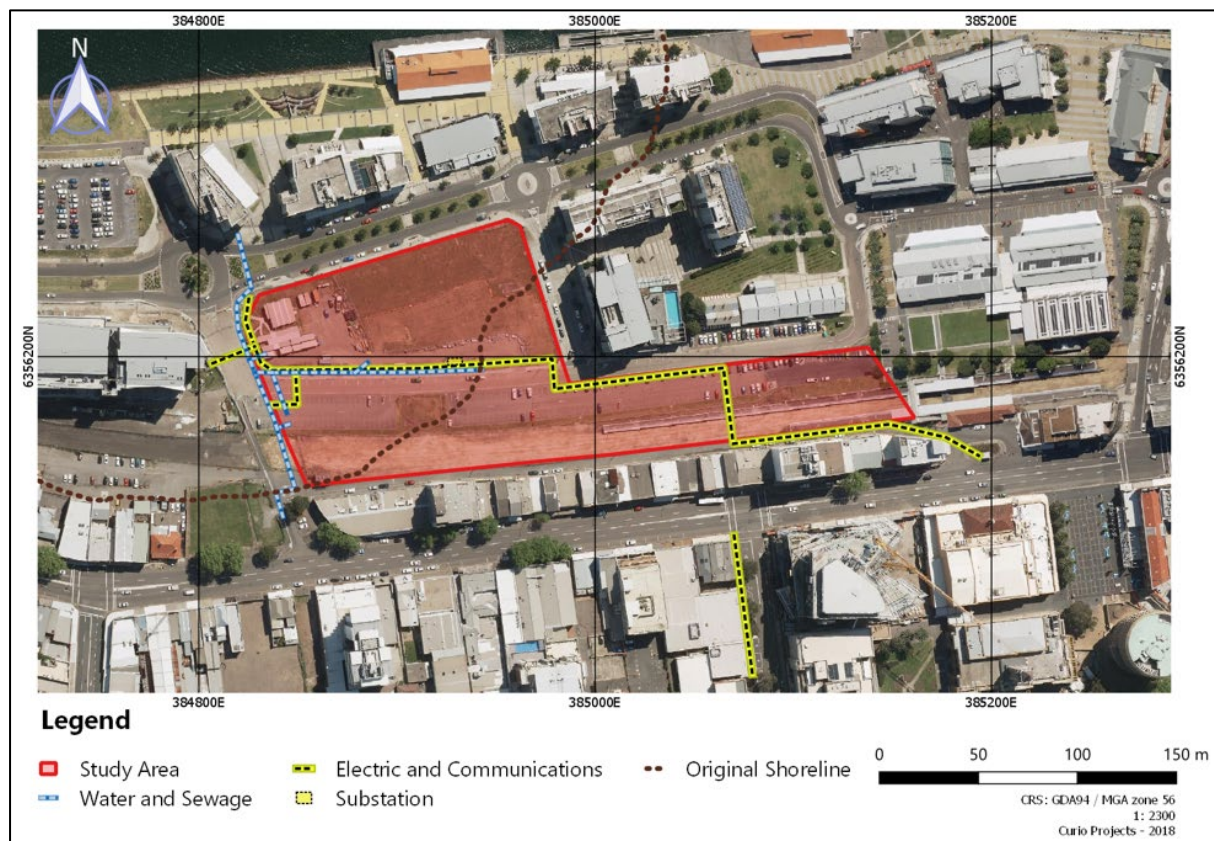 384800E 385000E 385200E
N
6356200N 6356200N
384800E 385000E 385200E
Legend
Study Area Electric and Communications Original Shoreline
Water and Sewage Substation
0 50 100 150 m
CRS: GDA94 / MGA zone 56
1: 2300
Curio Projects - 2018